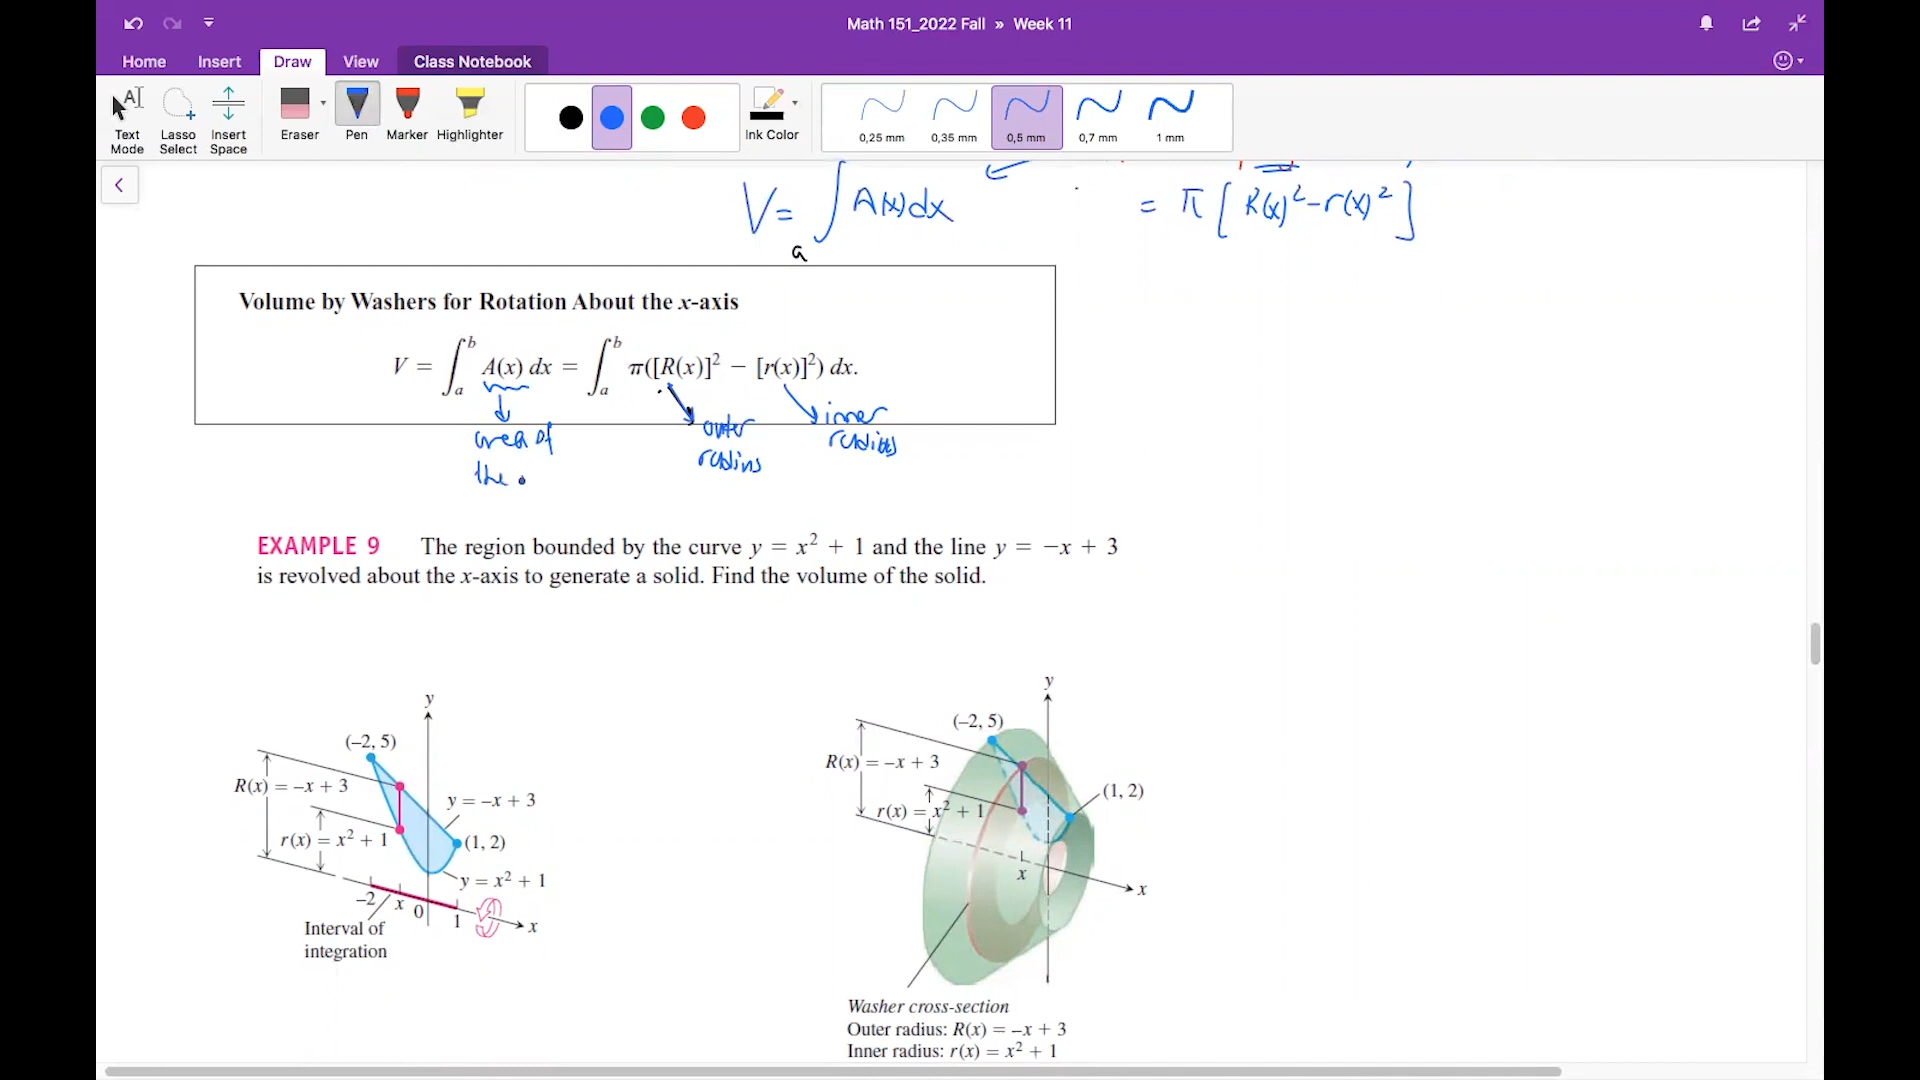 Math 151_2022 Fall » Week 11
Home Insert Draw View Class Notebook
Text Mode
Lasso Select
Insert Space
Eraser
Pen
Marker
Highlighter
Ink Color
0,25 mm
0,35 mm
0,5 mm
0,7 mm
1 mm
V = ∫ A(x) dx
a
= π [ R(x)² - r(x)² ]
Volume by Washers for Rotation About the x-axis
V = ∫_a^b A(x) dx = ∫_a^b π([R(x)]² − [r(x)]²) dx.
area of
the
outer
radius
inner
radius
EXAMPLE 9 The region bounded by the curve y = x² + 1 and the line y = −x + 3
is revolved about the x-axis to generate a solid. Find the volume of the solid.
y
(−2, 5)
R(x) = −x + 3
y = −x + 3
r(x) = x² + 1
(1, 2)
y = x² + 1
−2
x
0
1
x
Interval of
integration
y
(−2, 5)
R(x) = −x + 3
(1, 2)
r(x) = x² + 1
x
x
Washer cross-section
Outer radius: R(x) = −x + 3
Inner radius: r(x) = x² + 1